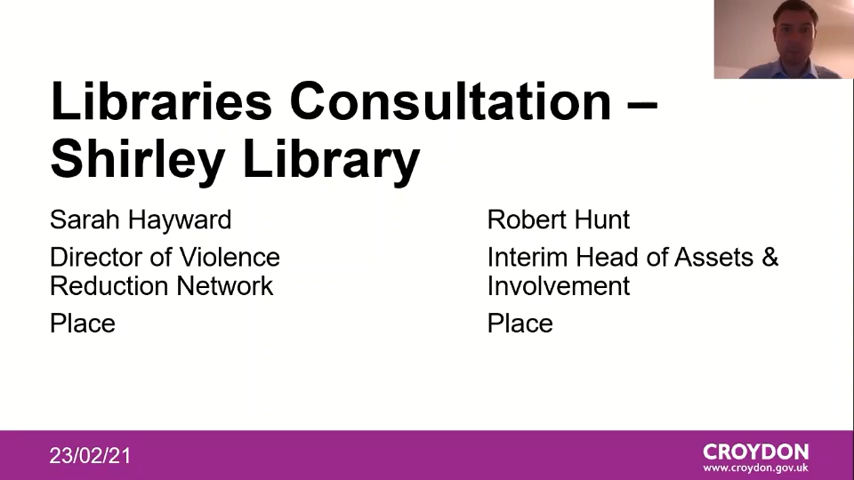 Libraries Consultation –
Shirley Library
Sarah Hayward
Director of Violence
Reduction Network
Place
Robert Hunt
Interim Head of Assets &
Involvement
Place
23/02/21
CROYDON
www.croydon.gov.uk